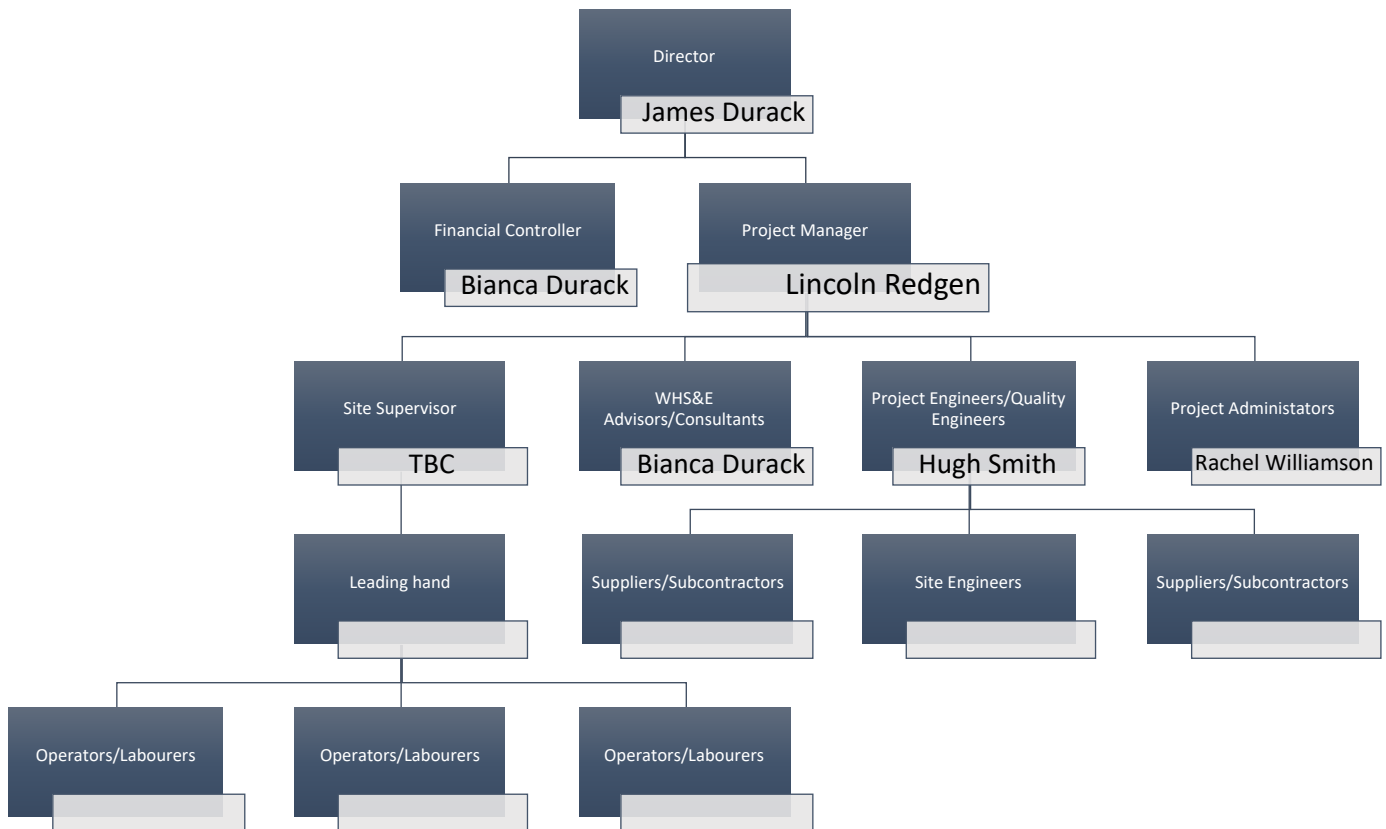 Director
James Durack
Financial Controller
Bianca Durack
Project Manager
Lincoln Redgen
Site Supervisor
TBC
WHS&E
Advisors/Consultants
Bianca Durack
Project Engineers/Quality
Engineers
Hugh Smith
Project Administators
Rachel Williamson
Leading hand
Suppliers/Subcontractors
Site Engineers
Suppliers/Subcontractors
Operators/Labourers
Operators/Labourers
Operators/Labourers